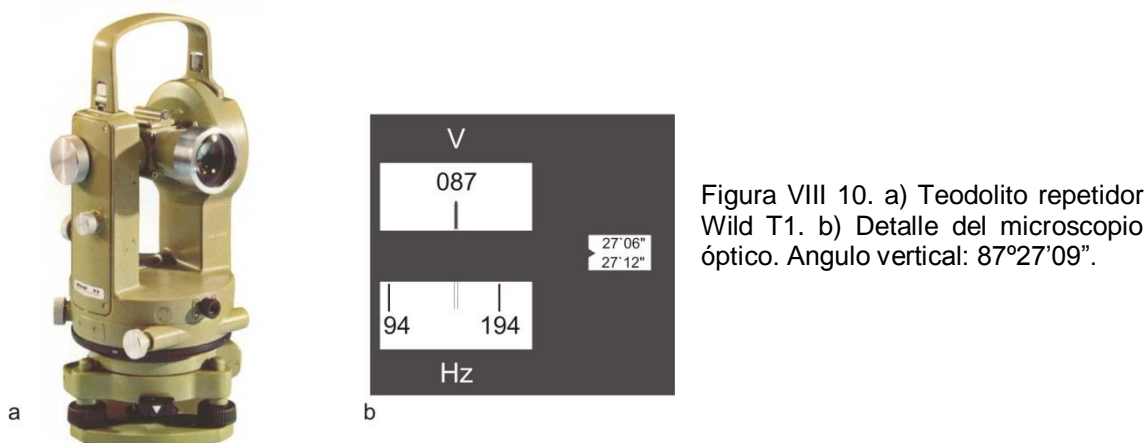 V
087
27`06"
27`12"
94
194
Hz
a
b
Figura VIII 10. a) Teodolito repetidor
Wild T1. b) Detalle del microscopio
óptico. Angulo vertical: 87º27’09”.